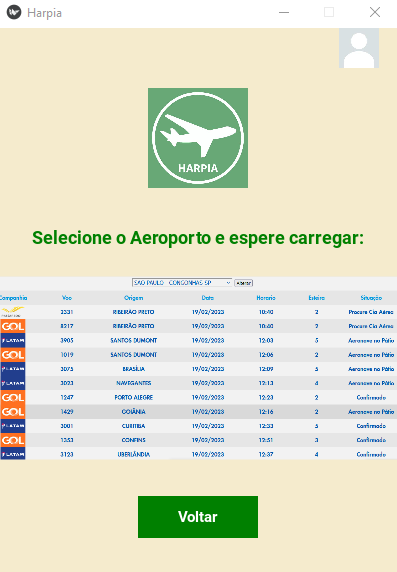 Harpia
HARPIA
Selecione o Aeroporto e espere carregar:
SAO PAULO - CONGONHAS-SP Alterar
Companhia Voo Origem Data Horario Esteira Situação
2331 RIBEIRÃO PRETO 19/02/2023 10:40 2 Procure Cia Aérea
GOL 8217 RIBEIRÃO PRETO 19/02/2023 10:40 2 Procure Cia Aérea
LATAM 3905 SANTOS DUMONT 19/02/2023 12:03 5 Aeronave no Pátio
GOL 1019 SANTOS DUMONT 19/02/2023 12:06 2 Aeronave no Pátio
LATAM 3075 BRASÍLIA 19/02/2023 12:09 5 Aeronave no Pátio
LATAM 3023 NAVEGANTES 19/02/2023 12:13 4 Aeronave no Pátio
GOL 1247 PORTO ALEGRE 19/02/2023 12:23 2 Confirmado
GOL 1429 GOIÂNIA 19/02/2023 12:16 2 Aeronave no Pátio
LATAM 3001 CURITIBA 19/02/2023 12:33 5 Confirmado
GOL 1353 CONFINS 19/02/2023 12:51 3 Confirmado
LATAM 3123 UBERLÂNDIA 19/02/2023 12:37 4 Confirmado
Voltar